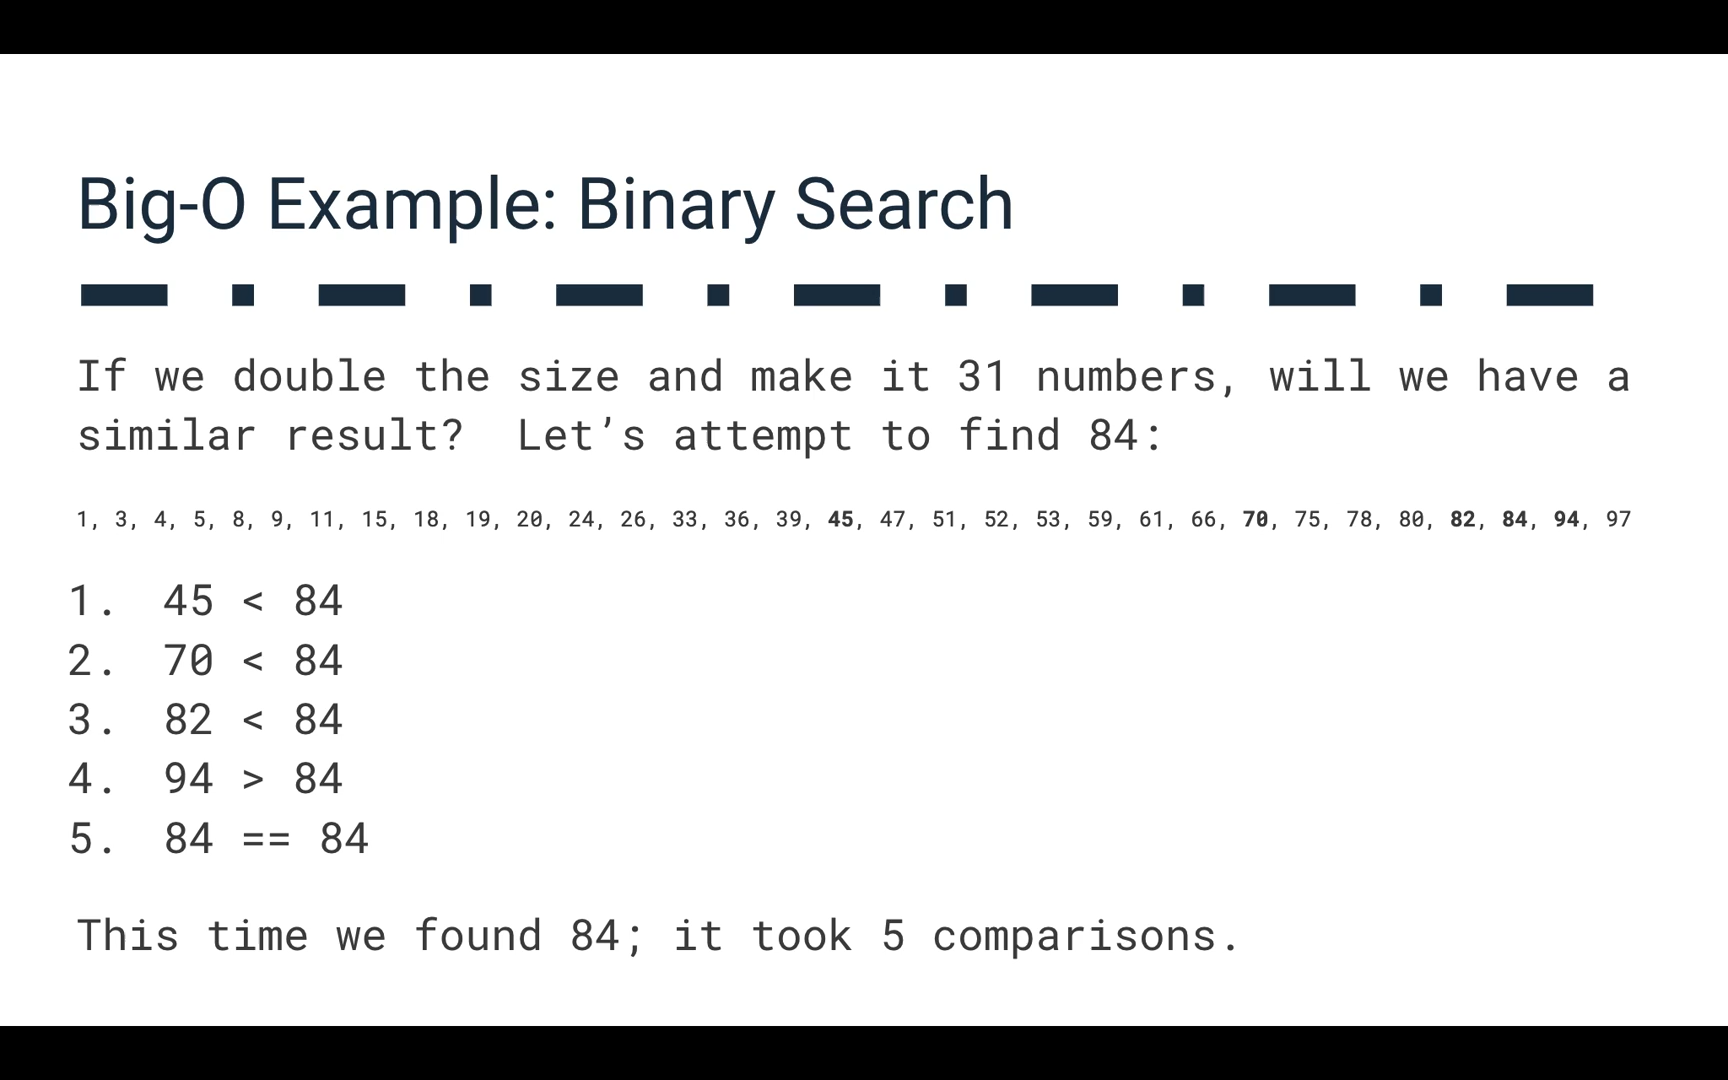 Big-O Example: Binary Search
If we double the size and make it 31 numbers, will we have a
similar result?  Let’s attempt to find 84:
1, 3, 4, 5, 8, 9, 11, 15, 18, 19, 20, 24, 26, 33, 36, 39, 45, 47, 51, 52, 53, 59, 61, 66, 70, 75, 78, 80, 82, 84, 94, 97
1. 45 < 84
2. 70 < 84
3. 82 < 84
4. 94 > 84
5. 84 == 84
This time we found 84; it took 5 comparisons.